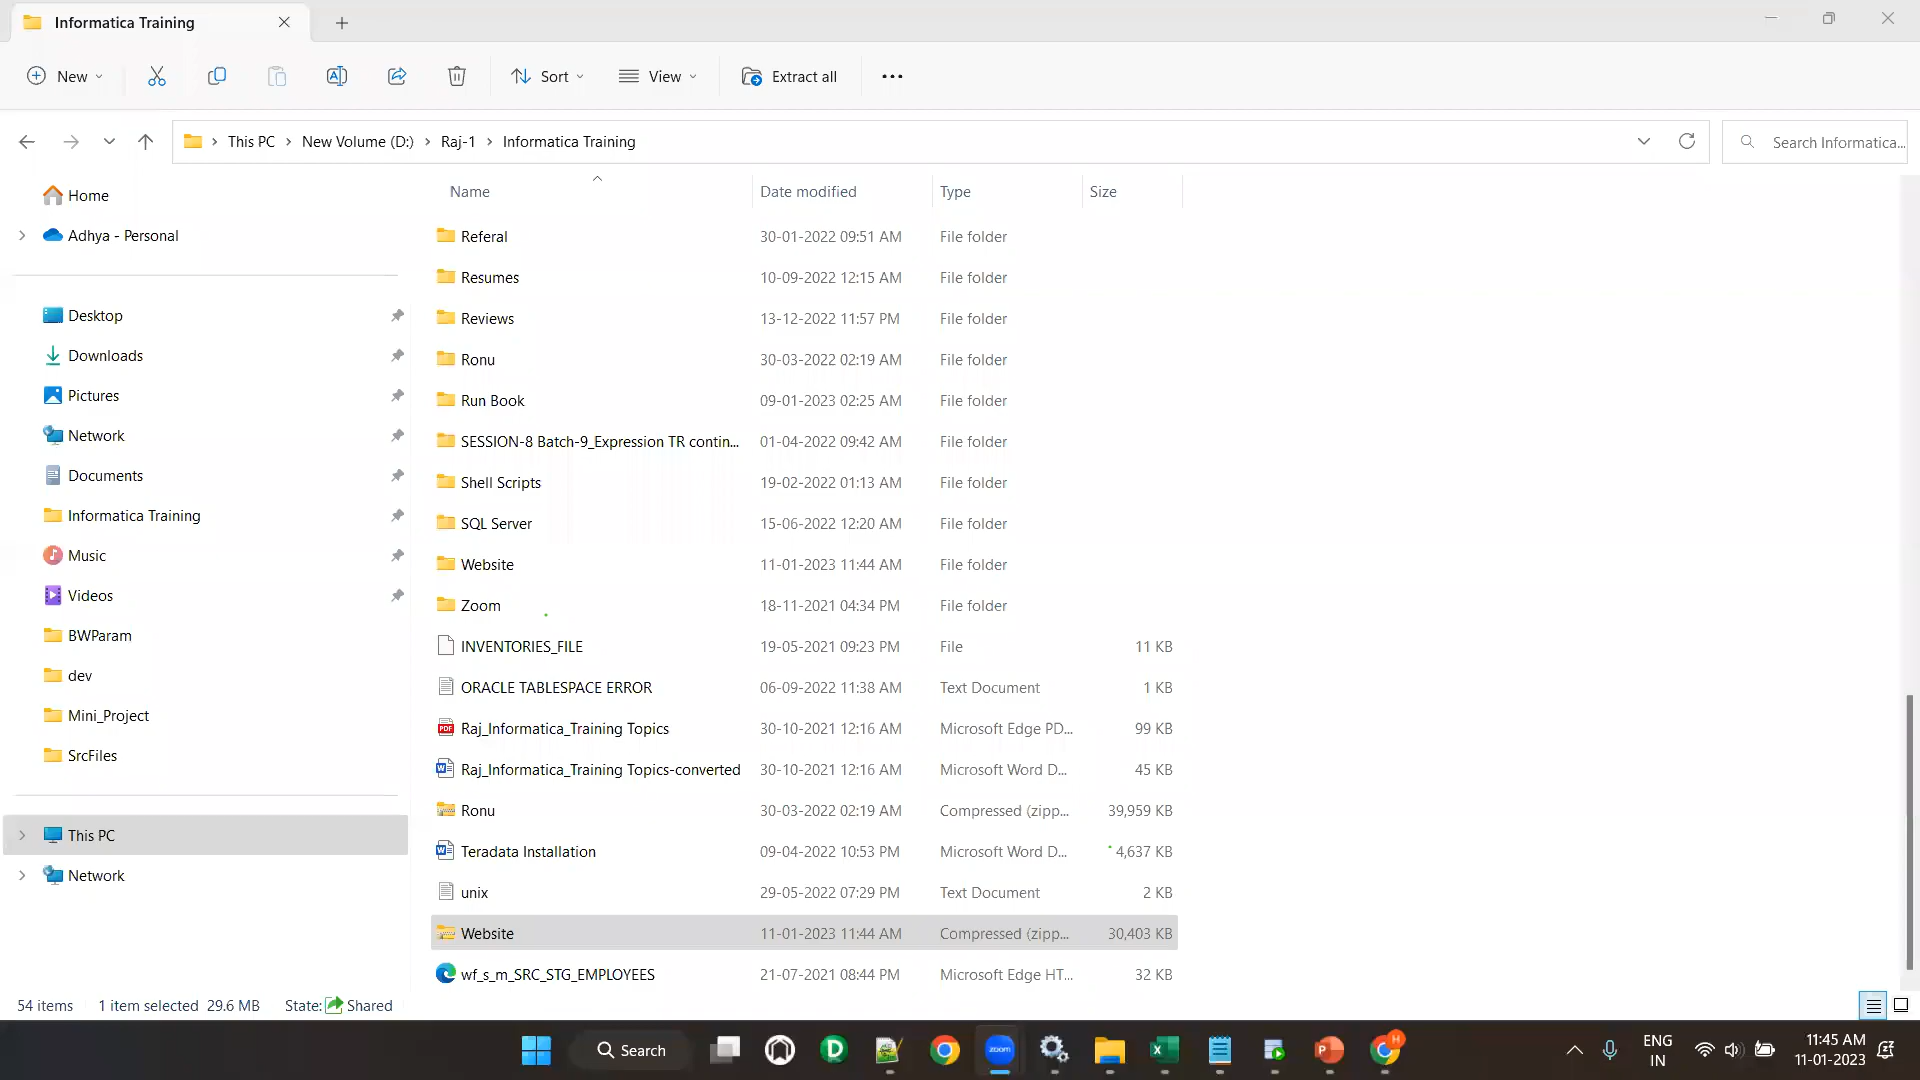 Informatica Training
New
Sort
View
Extract all
This PC
New Volume (D:)
Raj-1
Informatica Training
Search Informatica...
Home
Adhya - Personal
Desktop
Downloads
Pictures
Network
Documents
Informatica Training
Music
Videos
BWParam
dev
Mini_Project
SrcFiles
This PC
Network
Name Date modified Type Size
Referal 30-01-2022 09:51 AM File folder
Resumes 10-09-2022 12:15 AM File folder
Reviews 13-12-2022 11:57 PM File folder
Ronu 30-03-2022 02:19 AM File folder
Run Book 09-01-2023 02:25 AM File folder
SESSION-8 Batch-9_Expression TR contin... 01-04-2022 09:42 AM File folder
Shell Scripts 19-02-2022 01:13 AM File folder
SQL Server 15-06-2022 12:20 AM File folder
Website 11-01-2023 11:44 AM File folder
Zoom 18-11-2021 04:34 PM File folder
INVENTORIES_FILE 19-05-2021 09:23 PM File 11 KB
ORACLE TABLESPACE ERROR 06-09-2022 11:38 AM Text Document 1 KB
Raj_Informatica_Training Topics 30-10-2021 12:16 AM Microsoft Edge PD... 99 KB
Raj_Informatica_Training Topics-converted 30-10-2021 12:16 AM Microsoft Word D... 45 KB
Ronu 30-03-2022 02:19 AM Compressed (zipp... 39,959 KB
Teradata Installation 09-04-2022 10:53 PM Microsoft Word D... 4,637 KB
unix 29-05-2022 07:29 PM Text Document 2 KB
Website 11-01-2023 11:44 AM Compressed (zipp... 30,403 KB
wf_s_m_SRC_STG_EMPLOYEES 21-07-2021 08:44 PM Microsoft Edge HT... 32 KB
54 items 1 item selected 29.6 MB State: Shared
Search
zoom
ENG
IN
11:45 AM
11-01-2023